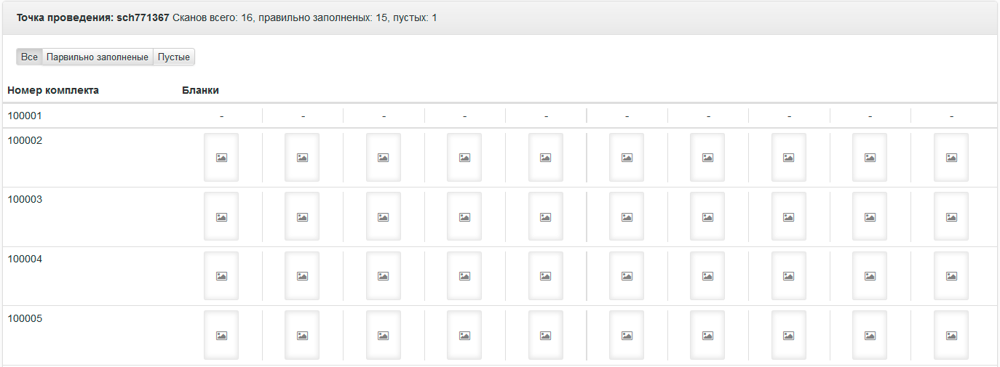 Точка проведения: sch771367 Сканов всего: 16, правильно заполненых: 15, пустых: 1
Все Парвильно заполненые Пустые
Номер комплекта Бланки
100001 - - - - - - - - - -
100002
100003
100004
100005